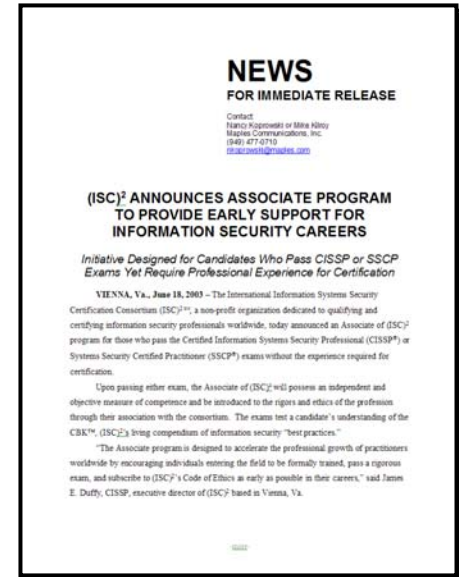 NEWS
FOR IMMEDIATE RELEASE
Contact
Nancy Koprowski or Mike Kilroy
Maples Communications, Inc.
(949) 477-0710
nkoprowski@maples.com
(ISC)² ANNOUNCES ASSOCIATE PROGRAM
TO PROVIDE EARLY SUPPORT FOR
INFORMATION SECURITY CAREERS
Initiative Designed for Candidates Who Pass CISSP or SSCP
Exams Yet Require Professional Experience for Certification
VIENNA, Va., June 18, 2003 – The International Information Systems Security
Certification Consortium (ISC)²℠, a non-profit organization dedicated to qualifying and
certifying information security professionals worldwide, today announced an Associate of (ISC)²
program for those who pass the Certified Information Systems Security Professional (CISSP®) or
Systems Security Certified Practitioner (SSCP®) exams without the experience required for
certification.
Upon passing either exam, the Associate of (ISC)² will possess an independent and
objective measure of competence and be introduced to the rigors and ethics of the profession
through their association with the consortium. The exams test a candidate's understanding of the
CBK™, (ISC)²'s living compendium of information security "best practices."
"The Associate program is designed to accelerate the professional growth of practitioners
worldwide by encouraging individuals entering the field to be formally trained, pass a rigorous
exam, and subscribe to (ISC)²'s Code of Ethics as early as possible in their careers," said James
E. Duffy, CISSP, executive director of (ISC)² based in Vienna, Va.